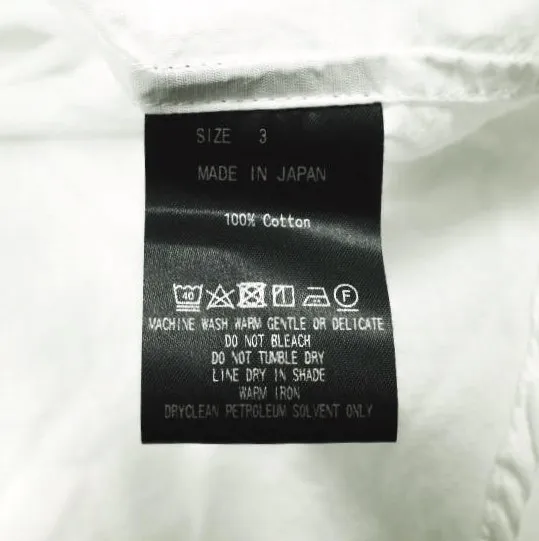 SIZE 3
MADE IN JAPAN
100% Cotton
40 F
MACHINE WASH WARM GENTLE OR DELICATE
DO NOT BLEACH
DO NOT TUMBLE DRY
LINE DRY IN SHADE
WARM IRON
DRYCLEAN PETROLEUM SOLVENT ONLY